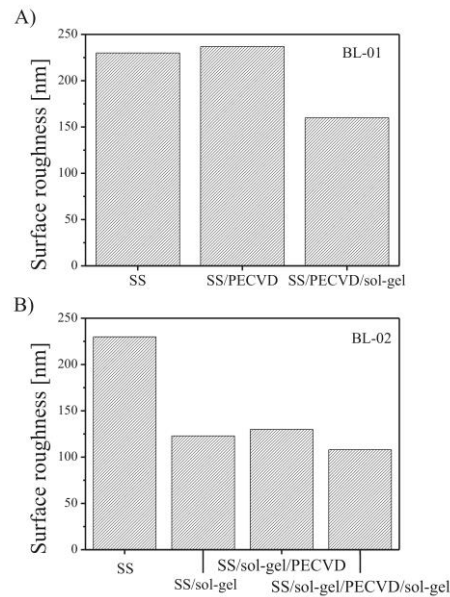 A)
BL-01
Surface roughness [nm]
250
200
150
100
50
0
SS
SS/PECVD
SS/PECVD/sol-gel
B)
BL-02
Surface roughness [nm]
250
200
150
100
50
0
SS
SS/sol-gel/PECVD
SS/sol-gel
SS/sol-gel/PECVD/sol-gel